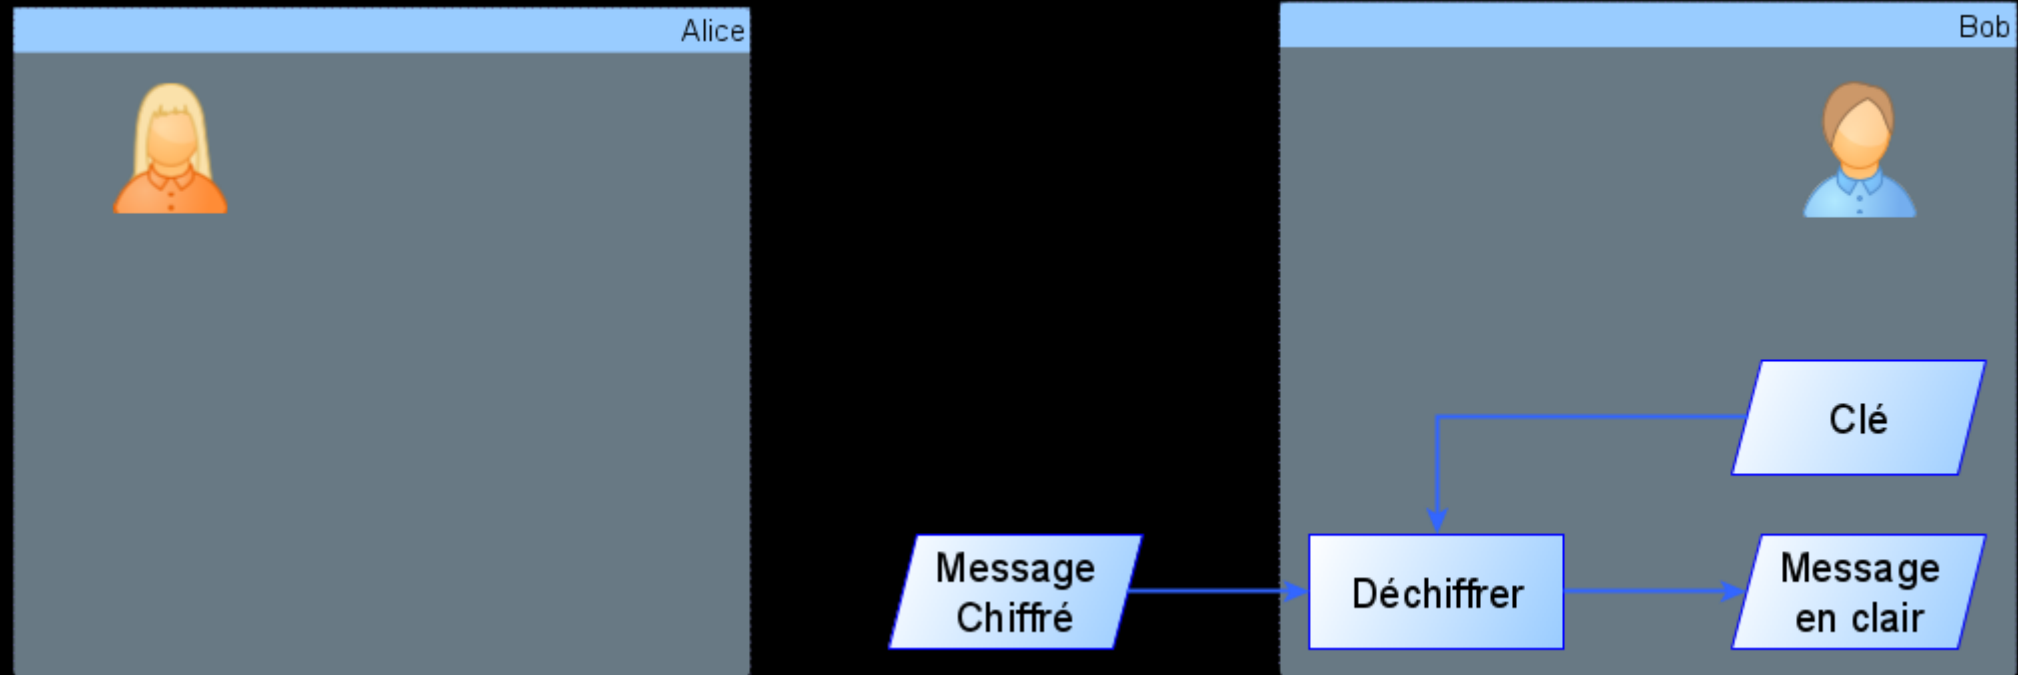 Alice
Bob
Clé
Message
Chiffré
Déchiffrer
Message
en clair